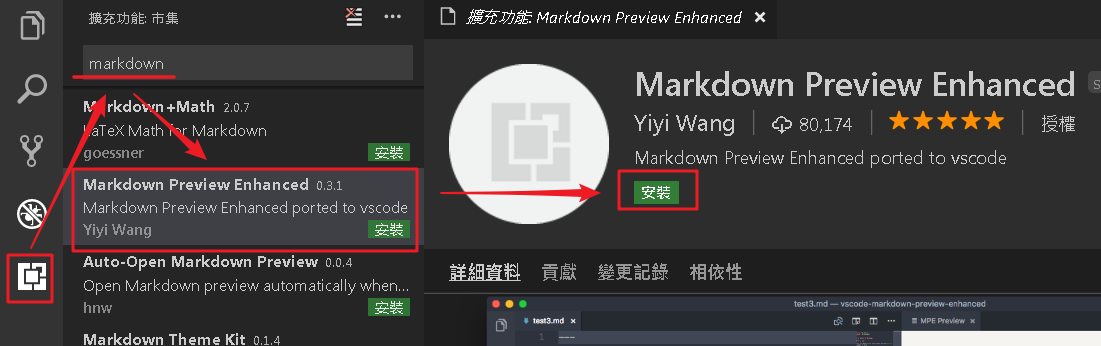 擴充功能: 市集
markdown
Markdown+Math 2.0.7
LaTeX Math for Markdown
goessner 安裝
Markdown Preview Enhanced 0.3.1
Markdown Preview Enhanced ported to vscode
Yiyi Wang 安裝
Auto-Open Markdown Preview 0.0.4
Open Markdown preview automatically when...
hnw 安裝
Markdown Theme Kit 0.1.4
擴充功能: Markdown Preview Enhanced
Markdown Preview Enhanced
Yiyi Wang 80,174 授權
Markdown Preview Enhanced ported to vscode
安裝
詳細資料 貢獻 變更記錄 相依性
test3.md — vscode-markdown-preview-enhanced
test3.md MPE Preview
1 ---